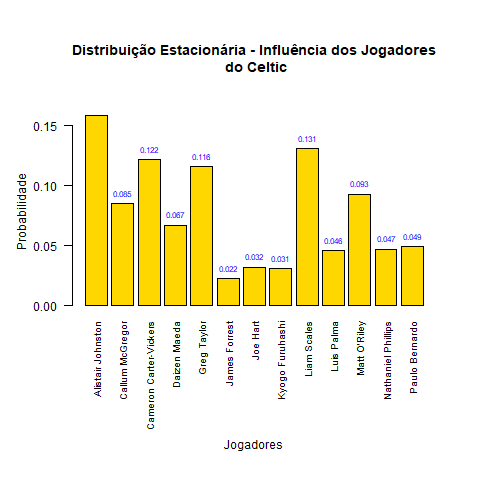 Distribuição Estacionária - Influência dos Jogadores
do Celtic
Probabilidade
0.15
0.10
0.05
0.00
0.085
0.122
0.067
0.116
0.022
0.032
0.031
0.131
0.046
0.093
0.047
0.049
Alistair Johnston
Callum McGregor
Cameron Carter-Vickers
Daizen Maeda
Greg Taylor
James Forrest
Joe Hart
Kyogo Furuhashi
Liam Scales
Luis Palma
Matt O'Riley
Nathaniel Phillips
Paulo Bernardo
Jogadores